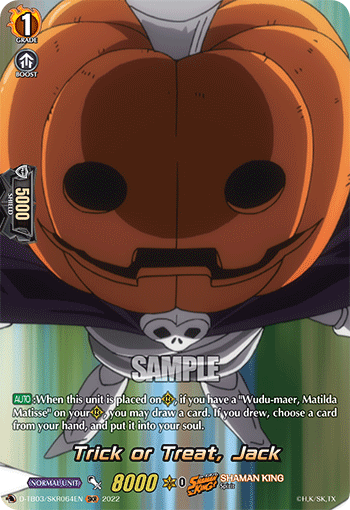 1
GRADE
BOOST
5000
SHIELD
SAMPLE
AUTO:When this unit is placed on R, if you have a "Wudu-maer, Matilda
Matisse" on your V, you may draw a card. If you drew, choose a card
from your hand, and put it into your soul.
Trick or Treat, Jack
NORMAL UNIT
8000 0
SHAMAN KING
D-TB03/SKR064EN 2022 ©H,K/SK,TX